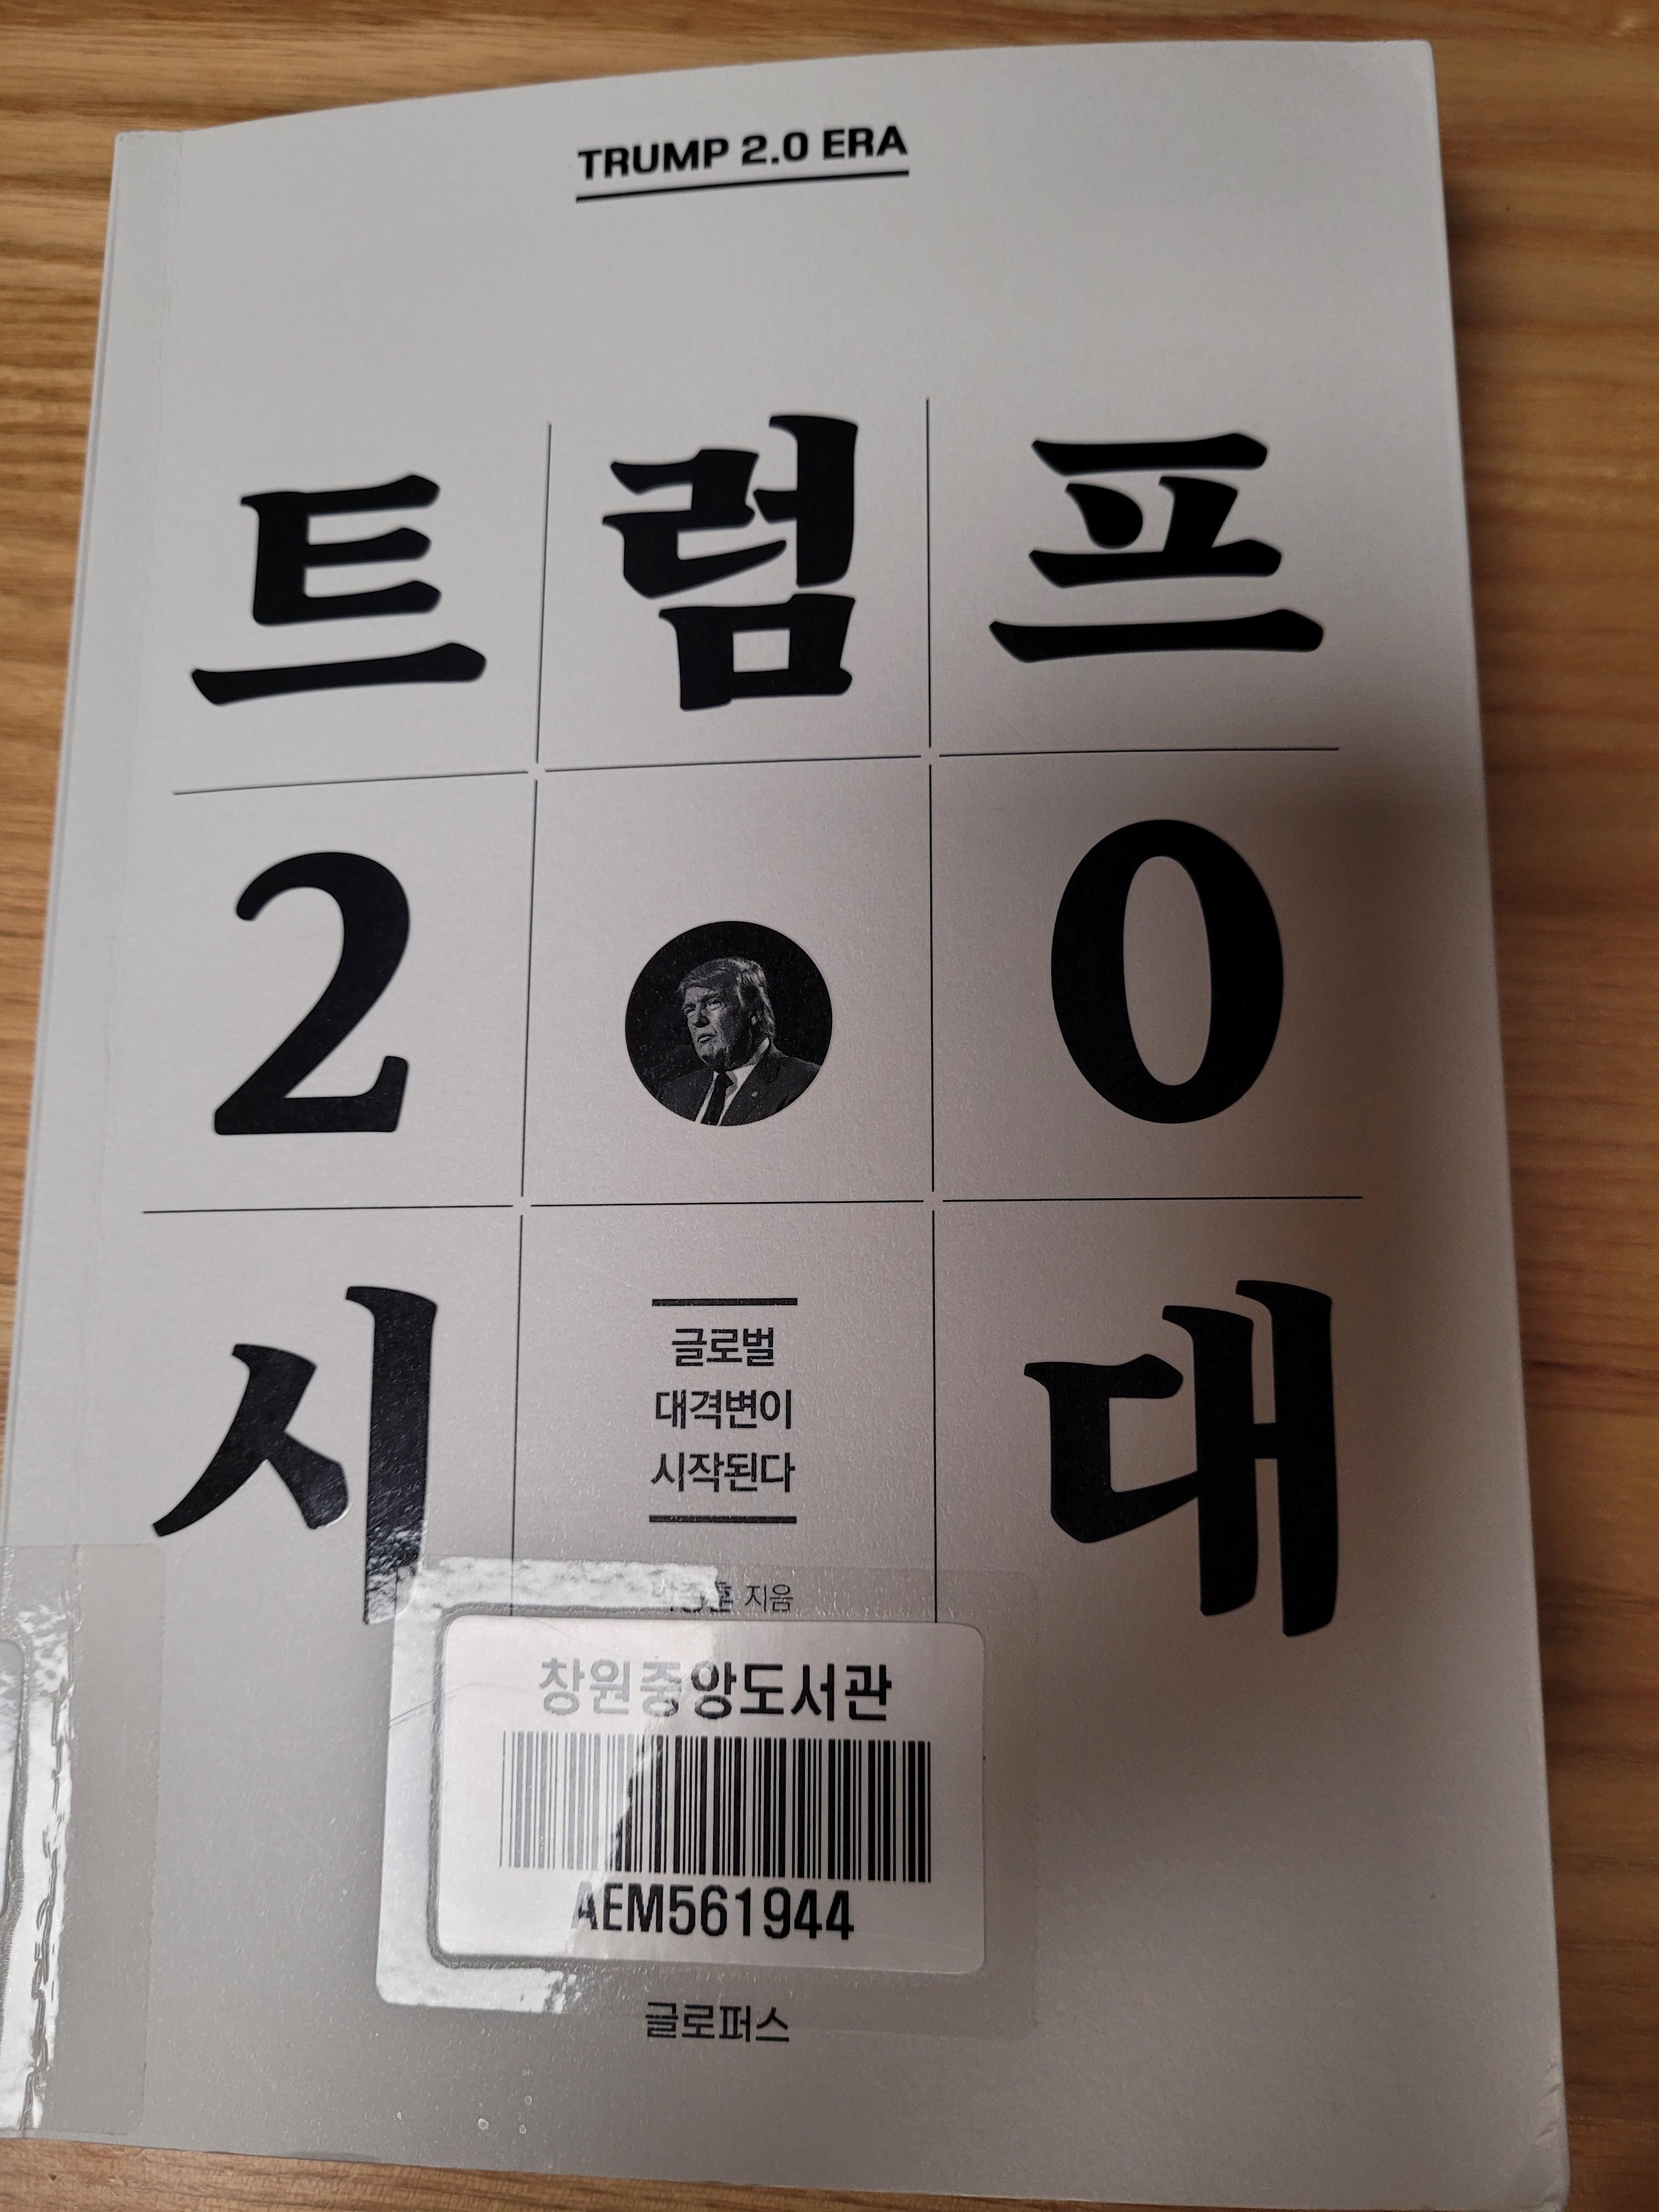 TRUMP 2.0 ERA
트럼프
2 0
시대
글로벌
대격변이
시작된다
지음
창원중앙도서관
AEM561944
글로퍼스